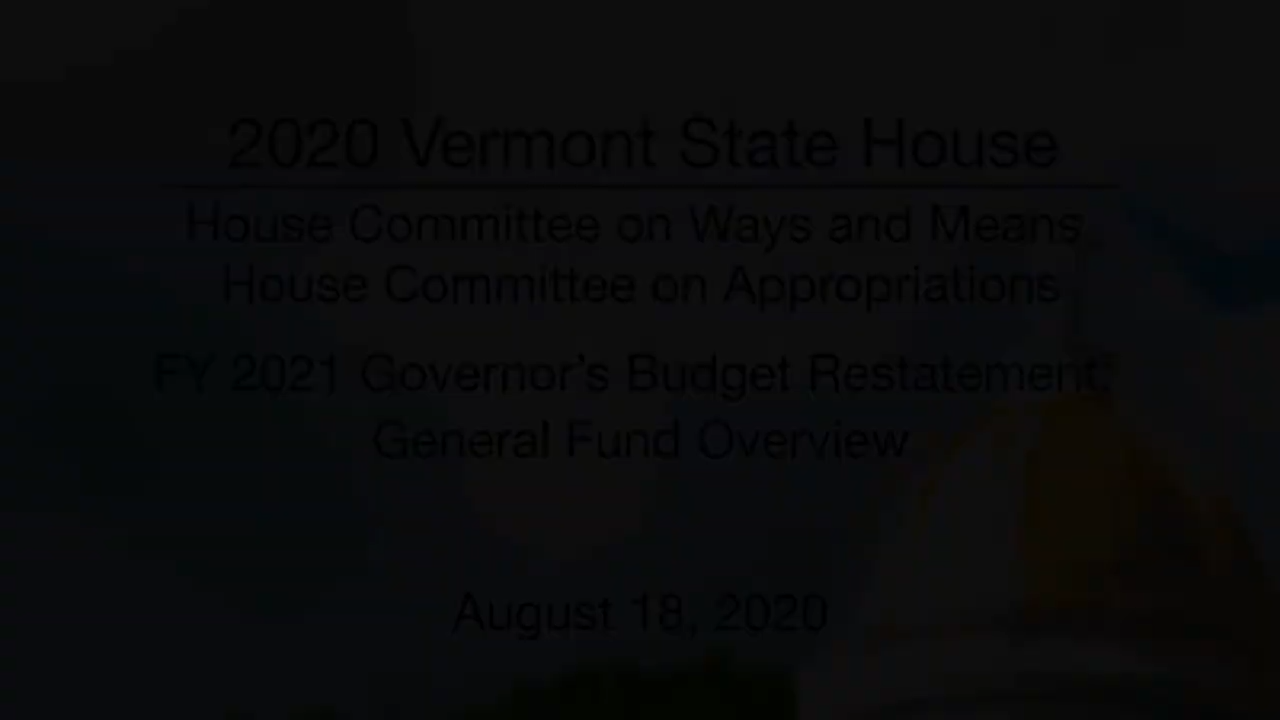 2020 Vermont State House
House Committee on Ways and Means
House Committee on Appropriations
FY 2021 Governor's Budget Restatement;
General Fund Overview
August 18, 2020